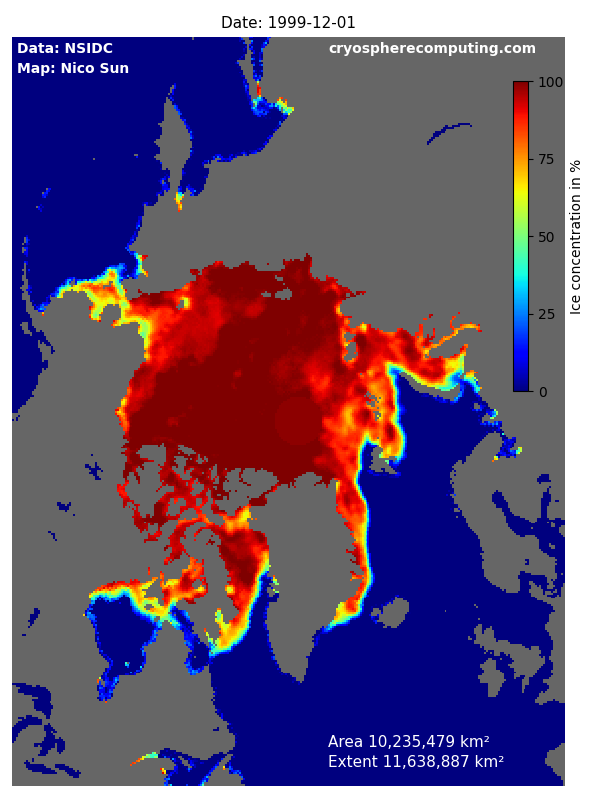 Date: 1999-12-01
Data: NSIDC
Map: Nico Sun
cryospherecomputing.com
100
75
50
25
0
Ice concentration in %
Area 10,235,479 km²
Extent 11,638,887 km²